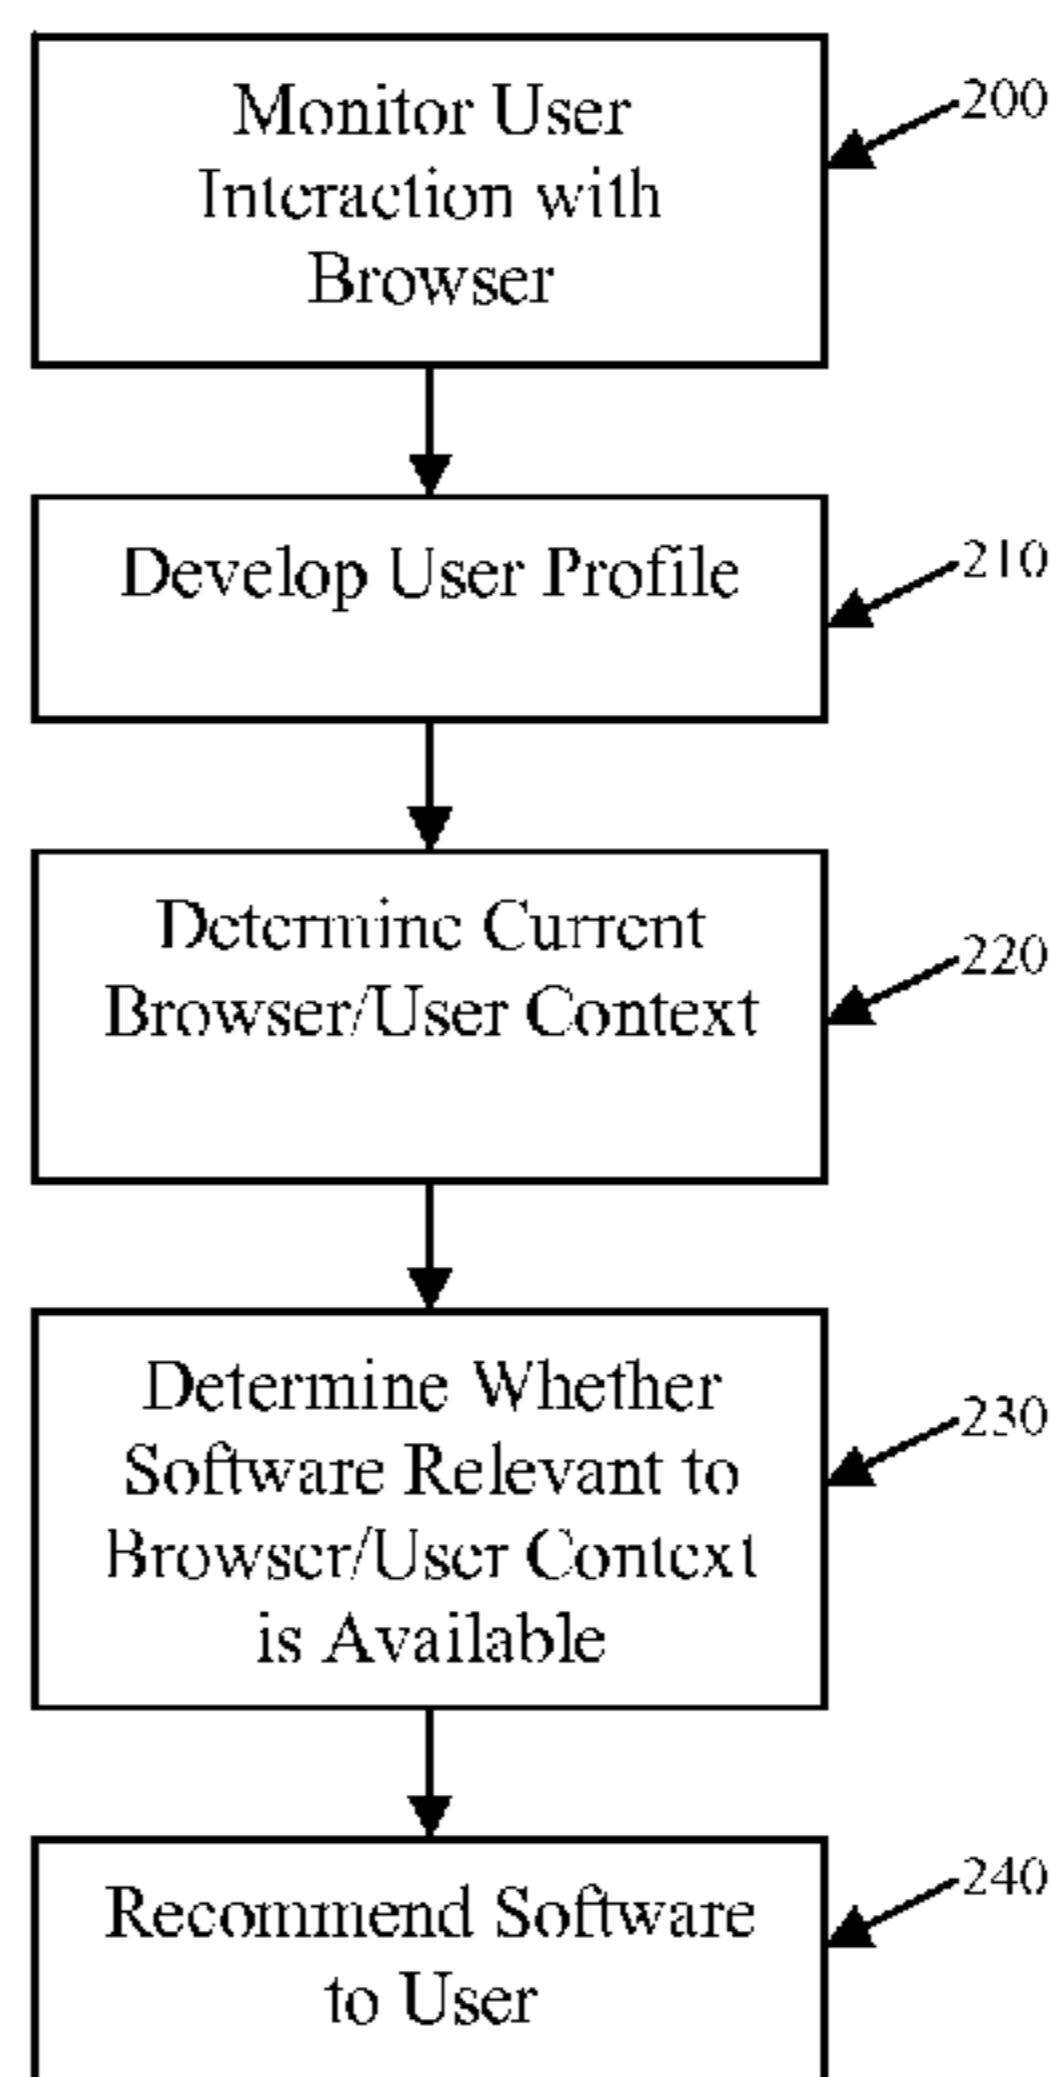 Monitor User
Interaction with
Browser
200
Develop User Profile
210
Determine Current
Browser/User Context
220
Determine Whether
Software Relevant to
Browser/User Context
is Available
230
Recommend Software
to User
240